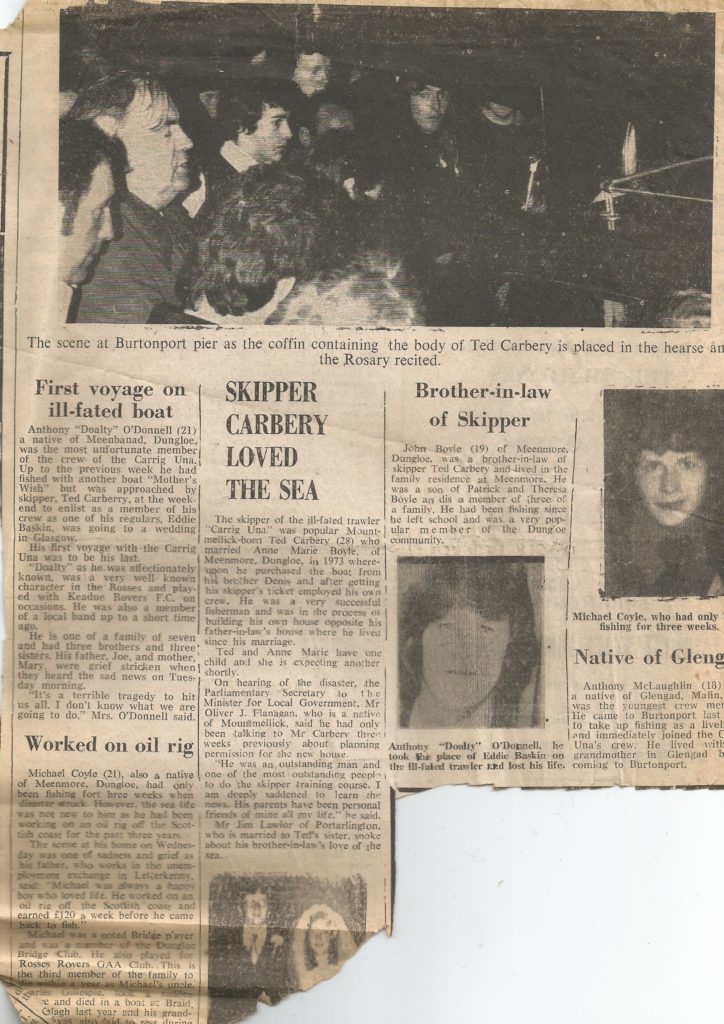 The scene at Burtonport pier as the coffin containing the body of Ted Carbery is placed in the hearse an
the Rosary recited.
First voyage on
ill-fated boat
Anthony "Doalty" O'Donnell (21)
a native of Meenbanad, Dungloe,
was the most unfortunate member
of the crew of the Carrig Una.
Up to the previous week he had
fished with another boat "Mother's
Wish" but was approached by
skipper, Ted Carberry, at the week-
end to enlist as a member of his
crew as one of his regulars, Eddie
Baskin, was going to a wedding
in Glasgow.
His first voyage with the Carrig
Una was to be his last.
"Doalty" as he was affectionately
known, was a very well known
character in the Rosses and play-
ed with Keadue Rovers F.C. on
occasions. He was also a member
of a local band up to a short time
ago.
He is one of a family of seven
and had three brothers and three
sisters. His father, Joe, and mother,
Mary, were grief stricken when
they heard the sad news on Tues-
day morning.
"It's a terrible tragedy to hit
us all. I don't know what we are
going to do," Mrs. O'Donnell said.
Worked on oil rig
Michael Coyle (21), also a native
of Meenmore, Dungloe, had only
been fishing fort hree weeks when
disaster struck. However, the sea life
was not new to him as he had been
working on an oil rig off the Scot-
tish coast for the past three years.
The scene at his home on Wednes-
day was one of sadness and grief as
his father, who works in the unem-
ployment exchange in Letterkenny,
said: "Michael was always a happy
boy who loved life. He worked on an
oil rig off the Scottish coast and
earned £120 a week before he came
back to fish."
Michael was a noted Bridge player
and was a member of the Dungloe
Bridge Club. He also played for
Rosses Rovers GAA Club. This is
the third member of the family to
die within a year as Michael's uncle,
e and died in a boat at Braid
last year and his grand-
SKIPPER
CARBERY
LOVED
THE SEA
The skipper of the ill-fated trawler
"Carrig Una" was popular Mount-
mellick-born Ted Carbery (28) who
married Anne Marie Boyle, of
Meenmore, Dungloe, in 1973 where-
upon he purchased the boat from
his brother Denis and after getting
his skipper's ticket employed his own
crew. He was a very successful
fisherman and was in the process of
building his own house opposite his
father-in-law's house where he lived
since his marriage.
Ted and Anne Marie have one
child and she is expecting another
shortly.
On hearing of the disaster, the
Parliamentary Secretary to the
Minister for Local Government, Mr
Oliver J. Flanagan, who is a native
of Mountmellick, said he had only
been talking to Mr Carbery three
weeks previously about planning
permission for the new house.
"He was an outstanding man and
one of the most outstanding people
to do the skipper training course. I
am deeply saddened to learn the
news. His parents have been personal
friends of mine all my life," he said.
Mr Jim Lawlor of Portarlington,
who is married to Ted's sister, spoke
about his brother-in-law's love of the
sea.
Brother-in-law
of Skipper
John Boyle (19) of Meenmore,
Dungloe, was a brother-in-law of
skipper Ted Carbery and lived in the
family residence at Meenmore. He
was a son of Patrick and Theresa
Boyle an dis a member of three of
a family. He had been fishing since
he left school and was a very pop-
ular member of the Dungloe
community.
Anthony "Doalty" O'Donnell, he
took the place of Eddie Baskin on
the ill-fated trawler and lost his life.
Michael Coyle, who had only
fishing for three weeks.
Native of Gleng
Anthony McLaughlin (18)
a native of Glengad, Malin,
was the youngest crew mem
He came to Burtonport last
to take up fishing as a livel
and immediately joined the C
Una's crew. He lived with
grandmother in Glengad b
coming to Burtonport.